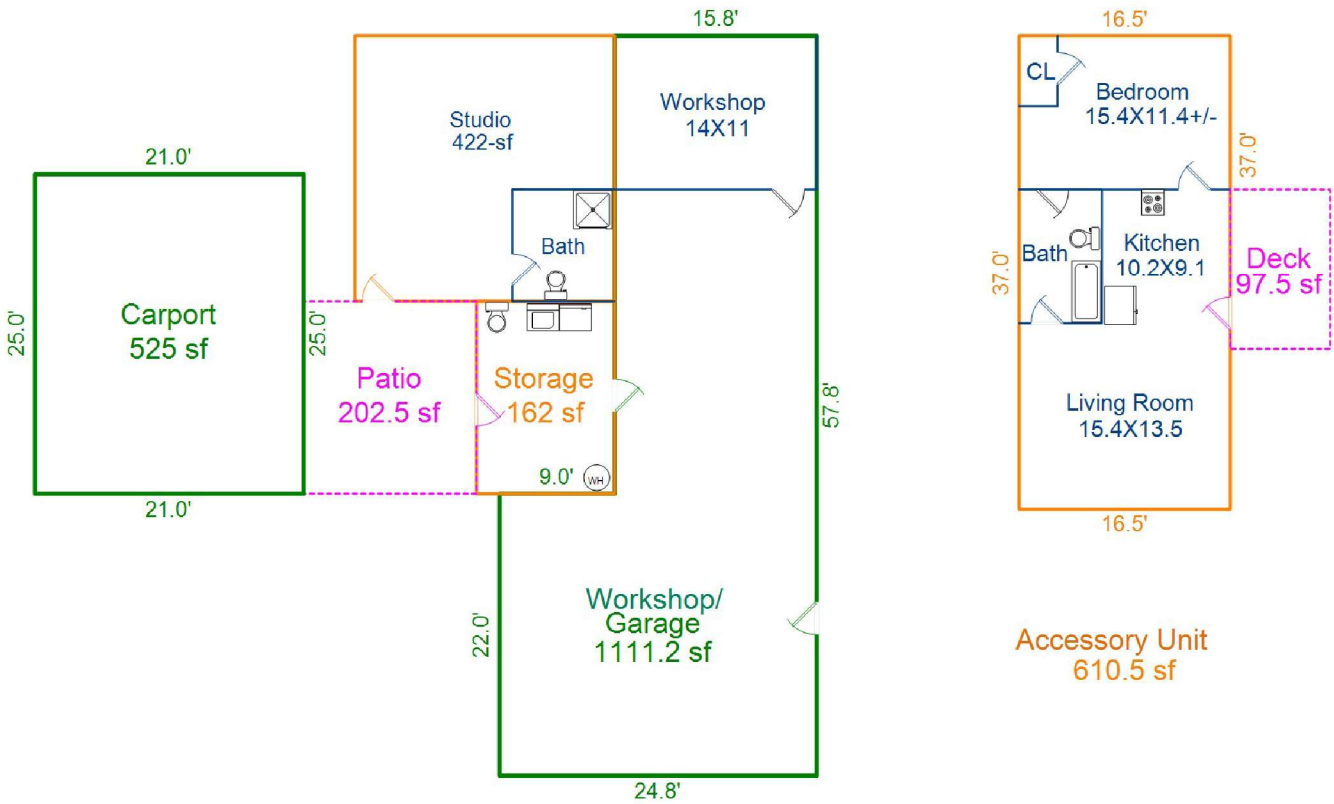 15.8'
16.5'
CL
Bedroom
15.4X11.4+/-
Workshop
14X11
Studio
422-sf
21.0'
37.0'
Bath
Bath
Kitchen
10.2X9.1
Deck
97.5 sf
37.0'
Carport
525 sf
25.0'
25.0'
Patio
202.5 sf
Storage
162 sf
57.8'
Living Room
15.4X13.5
9.0'
WH
21.0'
16.5'
22.0'
Workshop/
Garage
1111.2 sf
Accessory Unit
610.5 sf
24.8'